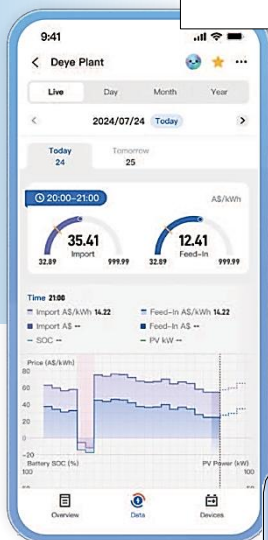 9:41
Deye Plant
Live Day Month Year
2024/07/24 Today
Today Tomorrow
24 25
20:00-21:00 A$/kWh
35.41 12.41
Import Feed-In
32.89 999.99 32.89 999.99
Time 21:00
Import A$/kWh 14.22 Feed-In A$/kWh 14.22
Import A$ -- Feed-In A$ --
SOC -- PV kW --
Price (A$/kWh)
80
60
40
20
0
-20
Battery SOC (%) PV Power (kW)
100 100
Overview Data Devices